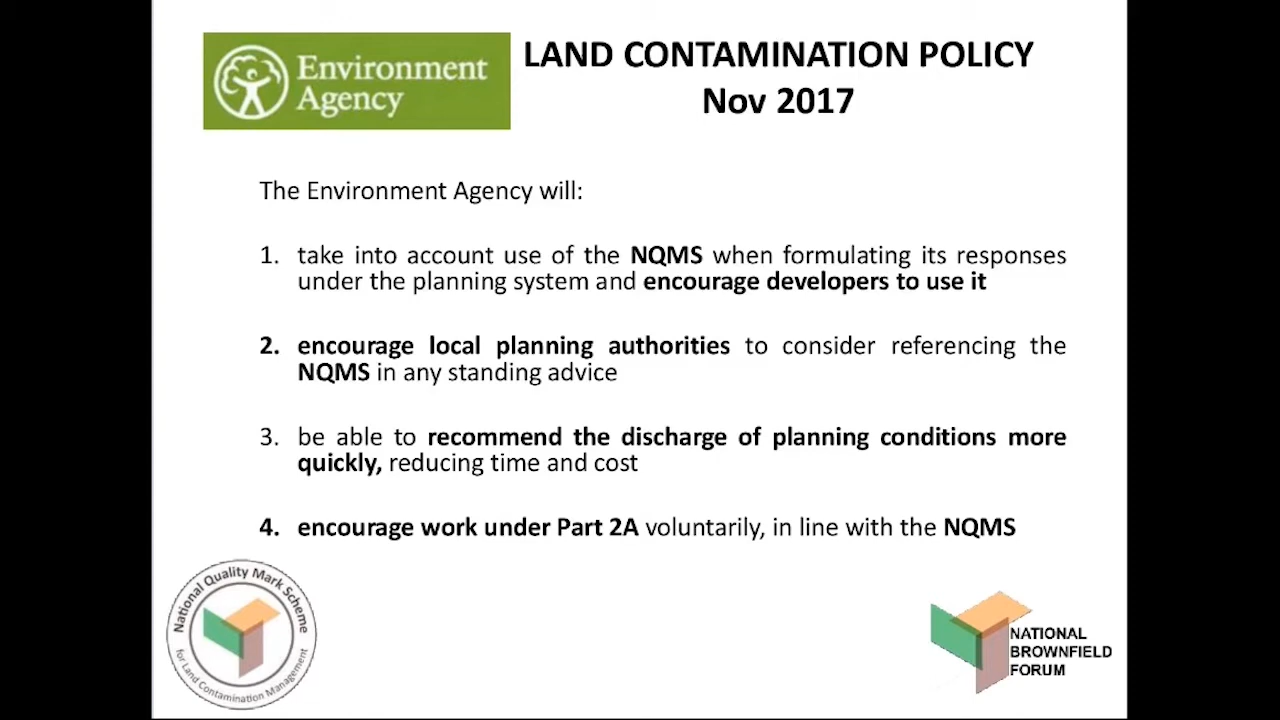 Environment
Agency
LAND CONTAMINATION POLICY
Nov 2017
The Environment Agency will:
1. take into account use of the NQMS when formulating its responses
under the planning system and encourage developers to use it
2. encourage local planning authorities to consider referencing the
NQMS in any standing advice
3. be able to recommend the discharge of planning conditions more
quickly, reducing time and cost
4. encourage work under Part 2A voluntarily, in line with the NQMS
National Quality Mark Scheme
for Land Contamination Management
NATIONAL
BROWNFIELD
FORUM